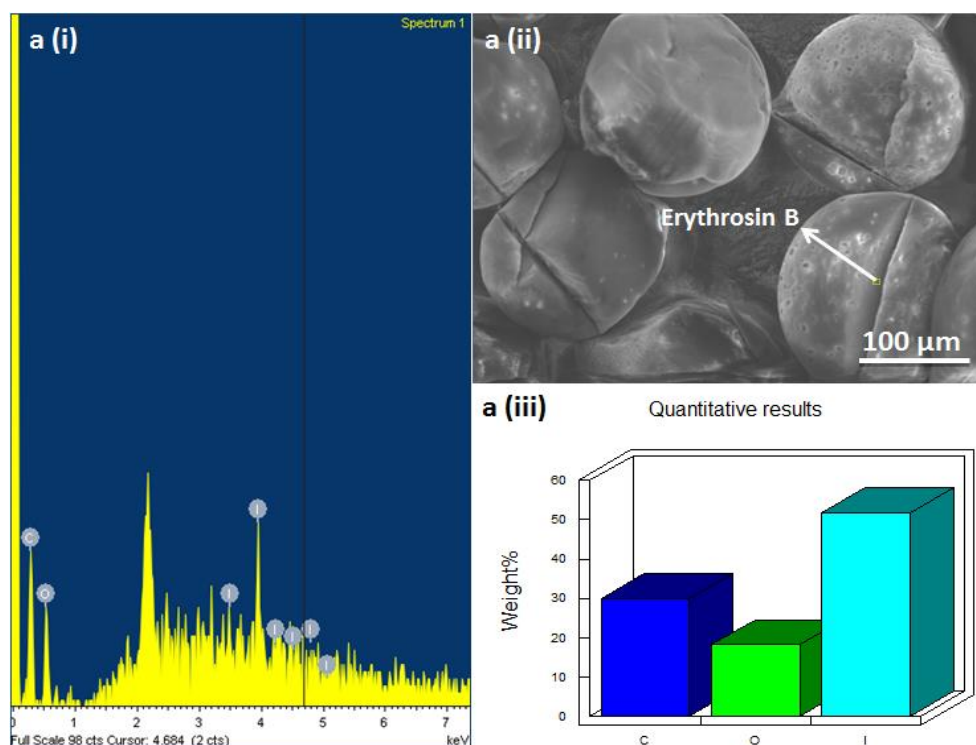 a (i)
Spectrum 1
C
O
I
I
I
I
I
I
0 1 2 3 4 5 6 7
Full Scale 98 cts Cursor: 4.684 (2 cts)
keV
a (ii)
Erythrosin B
100 µm
a (iii)
Quantitative results
Weight%
60
50
40
30
20
10
0
C O I